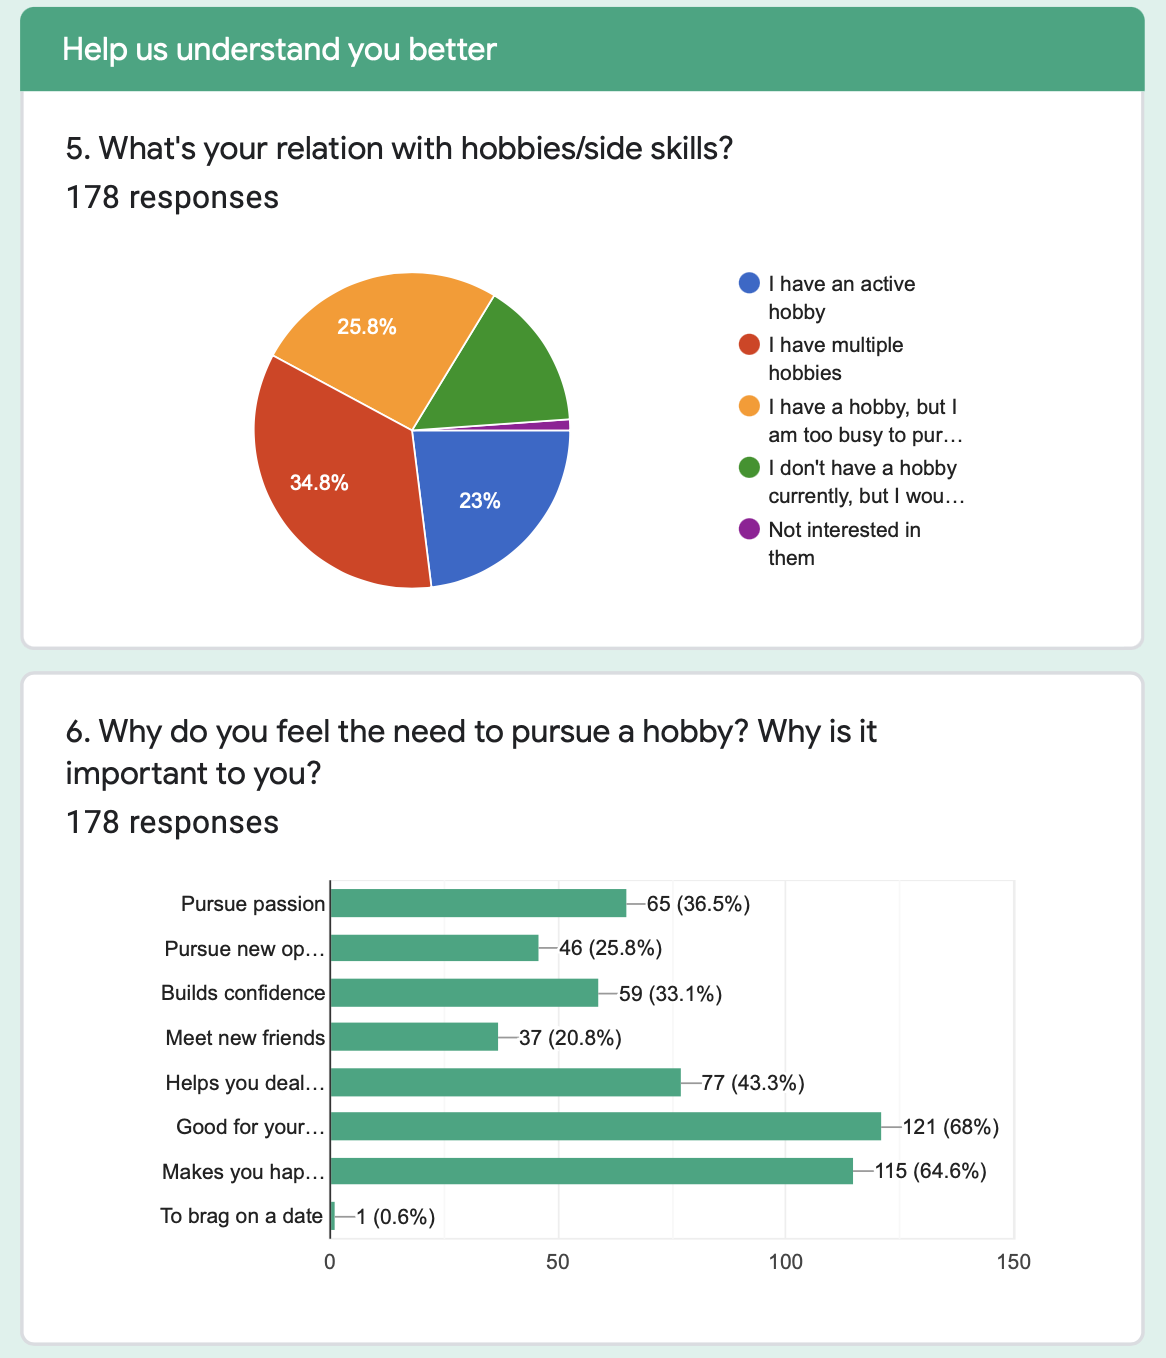 Help us understand you better
5. What's your relation with hobbies/side skills?
178 responses
25.8%
34.8%
23%
I have an active
hobby
I have multiple
hobbies
I have a hobby, but I
am too busy to pur…
I don't have a hobby
currently, but I wou…
Not interested in
them
6. Why do you feel the need to pursue a hobby? Why is it
important to you?
178 responses
Pursue passion 65 (36.5%)
Pursue new op… 46 (25.8%)
Builds confidence 59 (33.1%)
Meet new friends 37 (20.8%)
Helps you deal… 77 (43.3%)
Good for your… 121 (68%)
Makes you hap… 115 (64.6%)
To brag on a date 1 (0.6%)
0 50 100 150